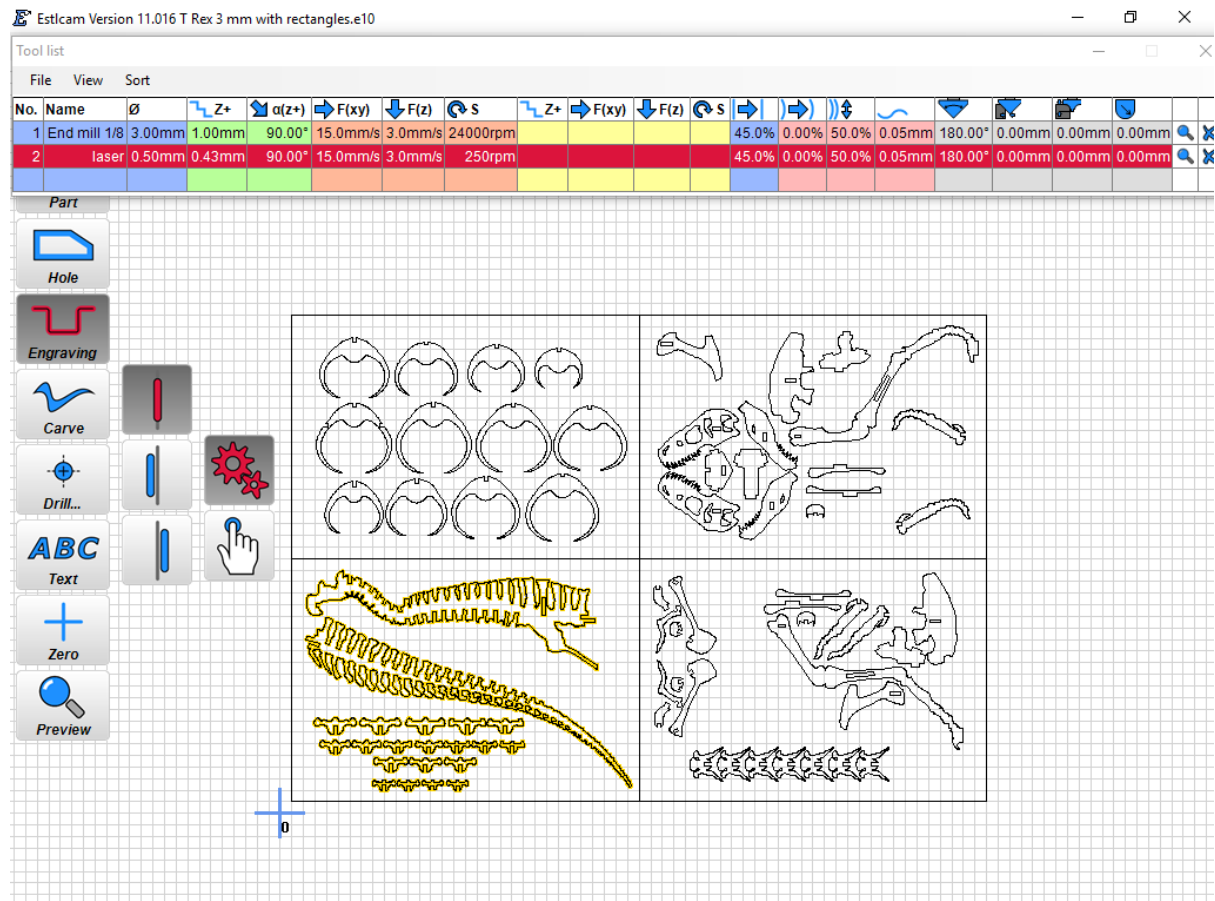 Estlcam Version 11.016 T Rex 3 mm with rectangles.e10
Tool list
File View Sort
No. Name Ø Z+ α(z+) F(xy) F(z) S Z+ F(xy) F(z) S
1 End mill 1/8 3.00mm 1.00mm 90.00° 15.0mm/s 3.0mm/s 24000rpm 45.0% 0.00% 50.0% 0.05mm 180.00° 0.00mm 0.00mm 0.00mm
2 laser 0.50mm 0.43mm 90.00° 15.0mm/s 3.0mm/s 250rpm 45.0% 0.00% 50.0% 0.05mm 180.00° 0.00mm 0.00mm 0.00mm
Part
Hole
Engraving
Carve
Drill...
ABC
Text
Zero
Preview
0